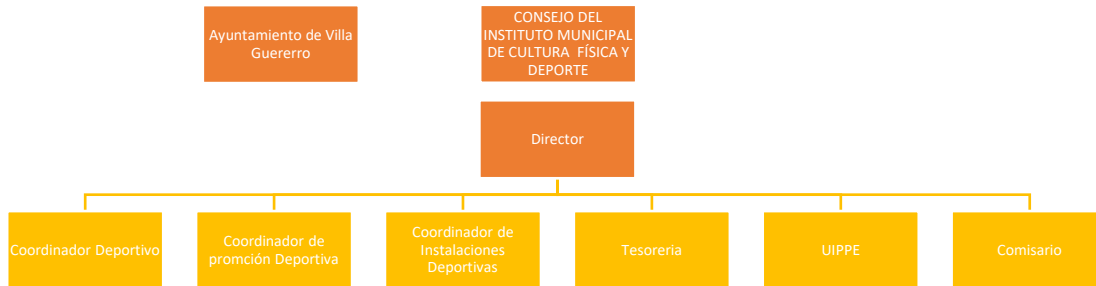 Ayuntamiento de Villa
Guererro
CONSEJO DEL
INSTITUTO MUNICIPAL
DE CULTURA FÍSICA Y
DEPORTE
Director
Coordinador Deportivo
Coordinador de
promción Deportiva
Coordinador de
Instalaciones
Deportivas
Tesoreria
UIPPE
Comisario